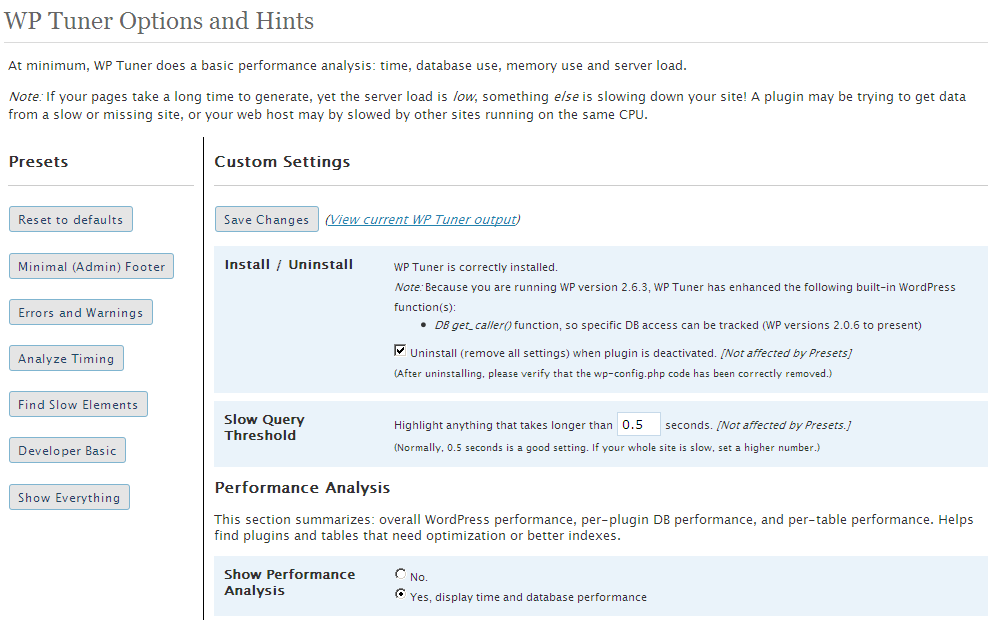 WP Tuner Options and Hints
At minimum, WP Tuner does a basic performance analysis: time, database use, memory use and server load.
Note: If your pages take a long time to generate, yet the server load is low, something else is slowing down your site! A plugin may be trying to get data
from a slow or missing site, or your web host may by slowed by other sites running on the same CPU.
Presets
Reset to defaults
Minimal (Admin) Footer
Errors and Warnings
Analyze Timing
Find Slow Elements
Developer Basic
Show Everything
Custom Settings
Save Changes (View current WP Tuner output)
Install / Uninstall
WP Tuner is correctly installed.
Note: Because you are running WP version 2.6.3, WP Tuner has enhanced the following built-in WordPress
function(s):
• DB get_caller() function, so specific DB access can be tracked (WP versions 2.0.6 to present)
Uninstall (remove all settings) when plugin is deactivated. [Not affected by Presets]
(After uninstalling, please verify that the wp-config.php code has been correctly removed.)
Slow Query
Threshold
Highlight anything that takes longer than 0.5 seconds. [Not affected by Presets.]
(Normally, 0.5 seconds is a good setting. If your whole site is slow, set a higher number.)
Performance Analysis
This section summarizes: overall WordPress performance, per-plugin DB performance, and per-table performance. Helps
find plugins and tables that need optimization or better indexes.
Show Performance
Analysis
No.
Yes, display time and database performance